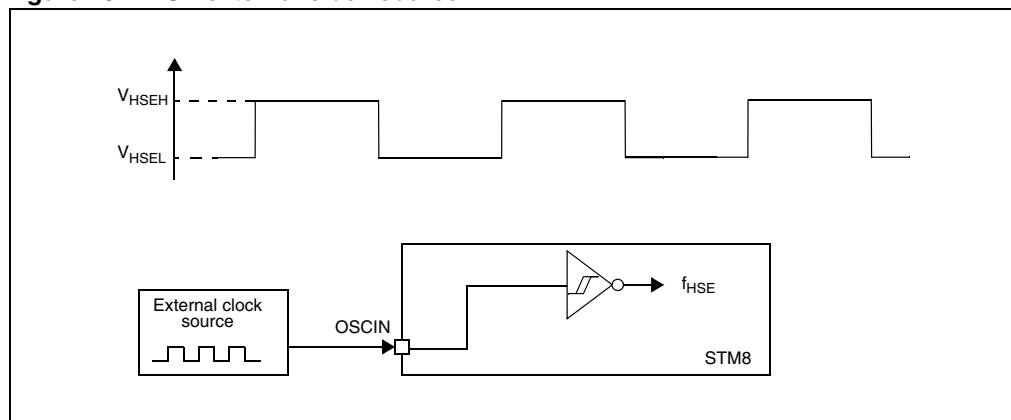 V_HSEH
V_HSEL
f_HSE
External clock
source
OSCIN
STM8